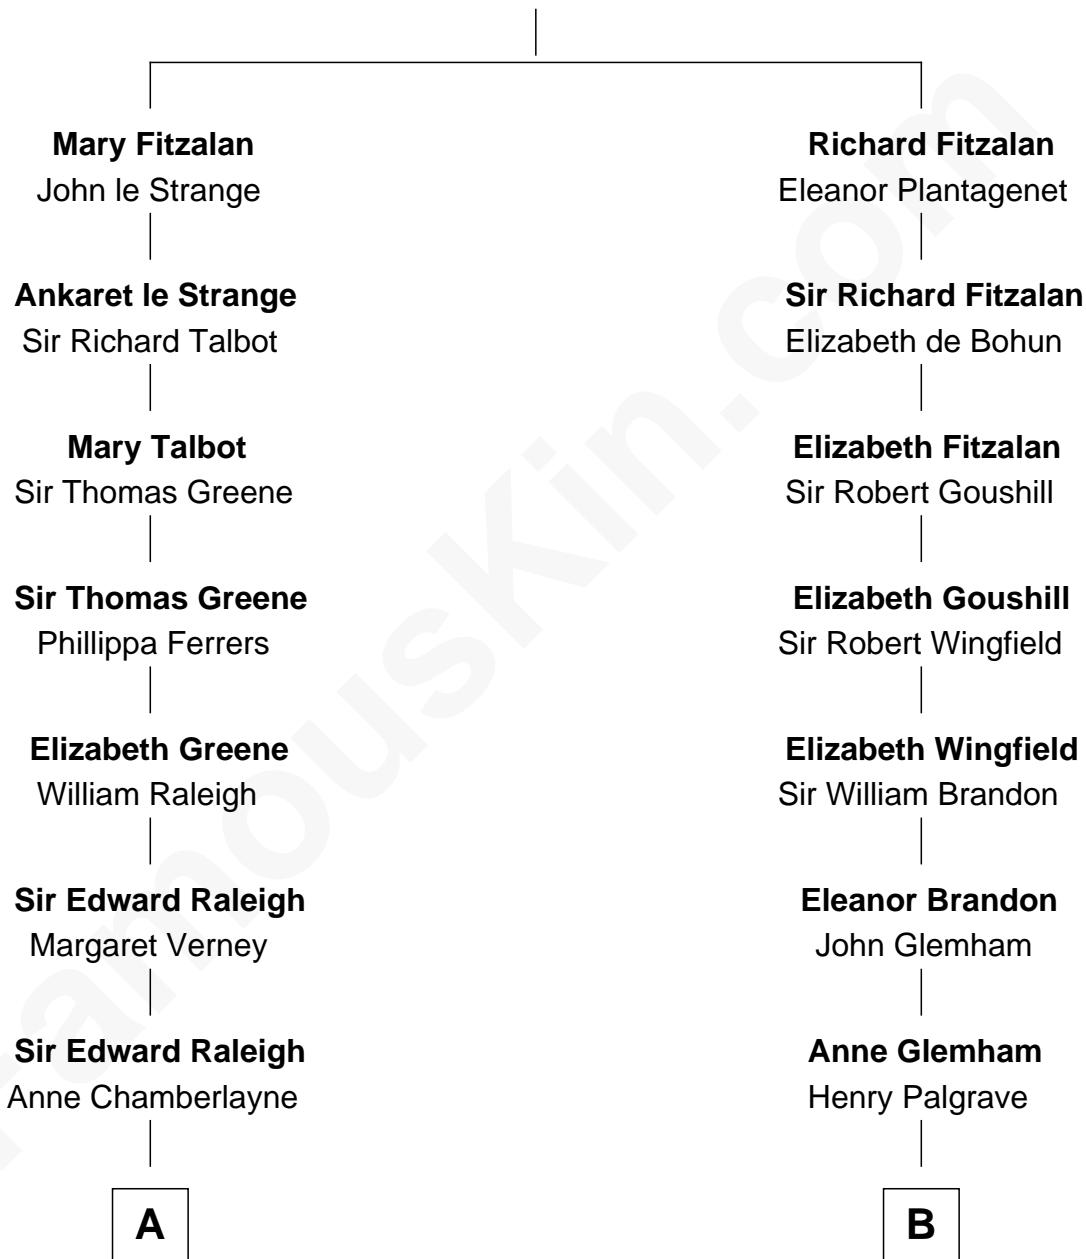 Mary Fitzalan
John le Strange
Ankaret le Strange
Sir Richard Talbot
Mary Talbot
Sir Thomas Greene
Sir Thomas Greene
Phillippa Ferrers
Elizabeth Greene
William Raleigh
Sir Edward Raleigh
Margaret Verney
Sir Edward Raleigh
Anne Chamberlayne
A
Richard Fitzalan
Eleanor Plantagenet
Sir Richard Fitzalan
Elizabeth de Bohun
Elizabeth Fitzalan
Sir Robert Goushill
Elizabeth Goushill
Sir Robert Wingfield
Elizabeth Wingfield
Sir William Brandon
Eleanor Brandon
John Glemham
Anne Glemham
Henry Palgrave
B
FamousKin.com